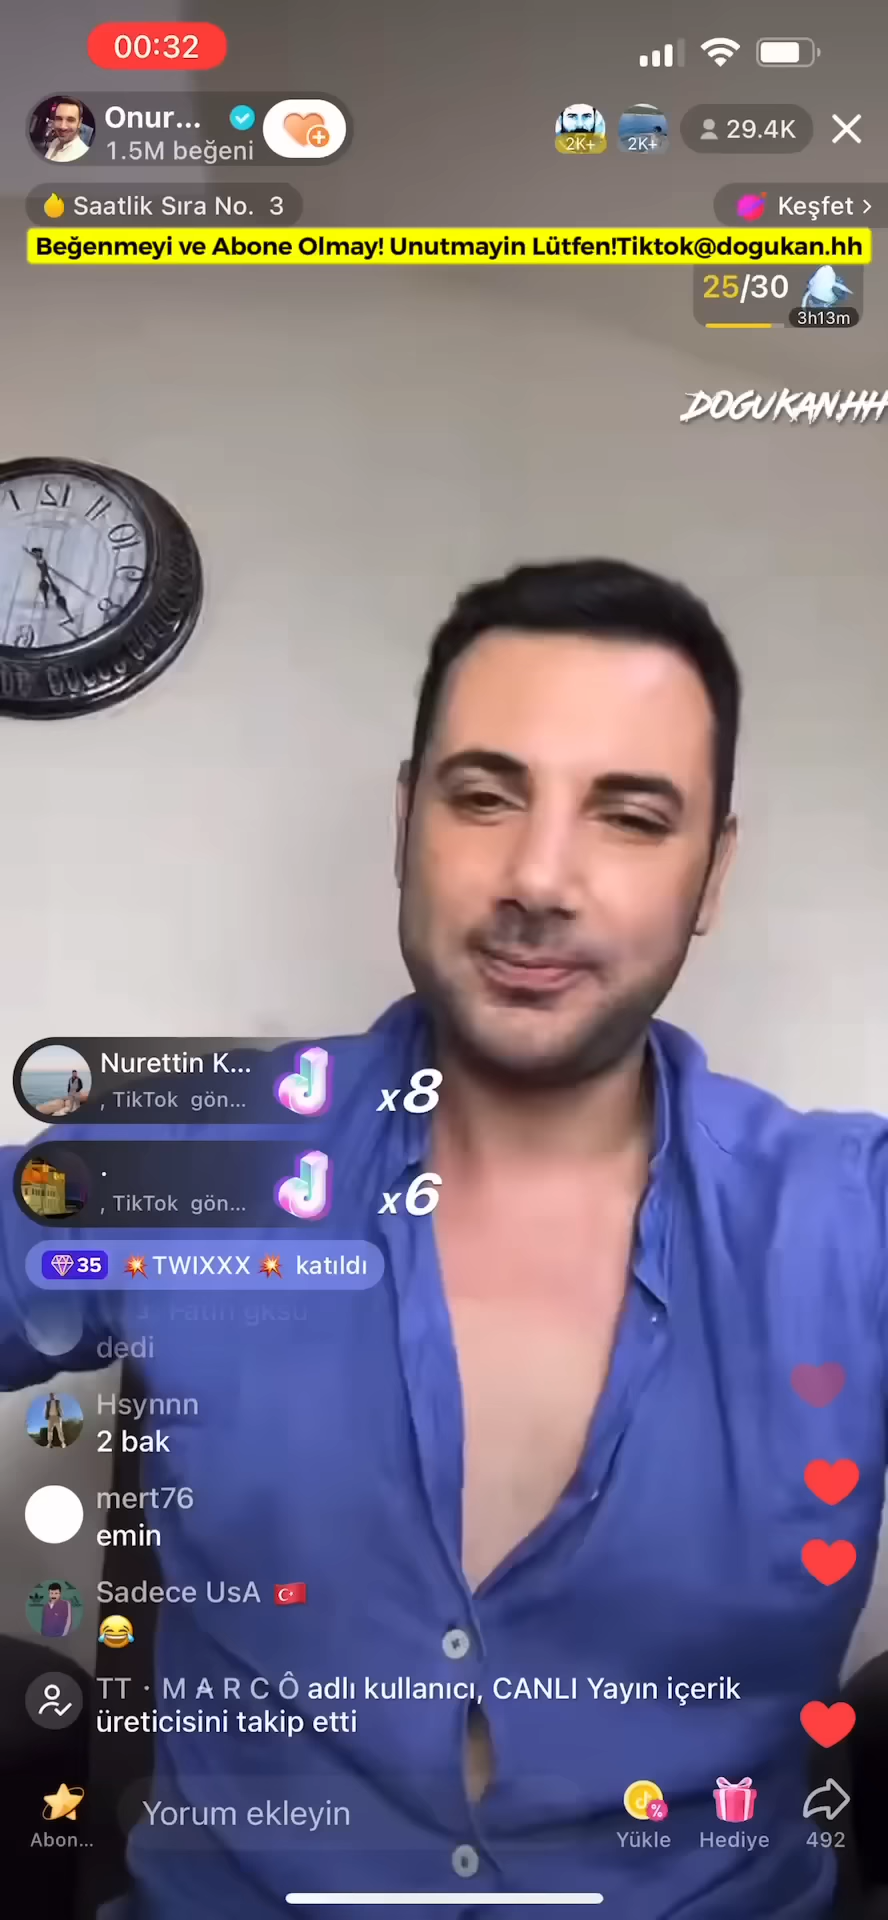 00:32
Onur...
1.5M beğeni
2K+
2K+
29.4K
Saatlik Sıra No. 3
Keşfet >
Beğenmeyi ve Abone Olmay! Unutmayin Lütfen!Tiktok@dogukan.hh
25/30
3h13m
DOGUKAN.HH
Nurettin K...
, TikTok gön...
x8
.
, TikTok gön...
x6
35 💥TWIXXX💥 katıldı
dedi
Hsynnn
2 bak
mert76
emin
Sadece UsA 🇹🇷
😂
TT · M A R C Ô adlı kullanıcı, CANLI Yayın içerik
üreticisini takip etti
Abon...
Yorum ekleyin
Yükle
Hediye
492